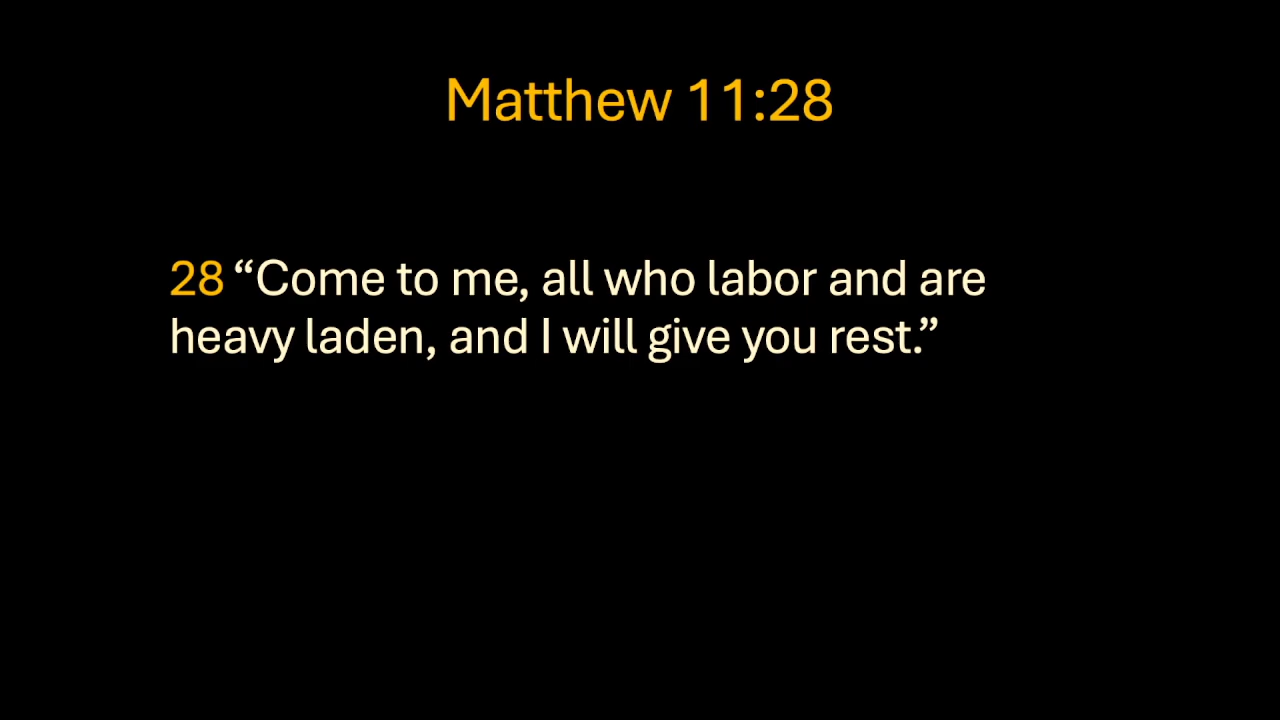 Matthew 11:28
28 “Come to me, all who labor and are
heavy laden, and I will give you rest.”